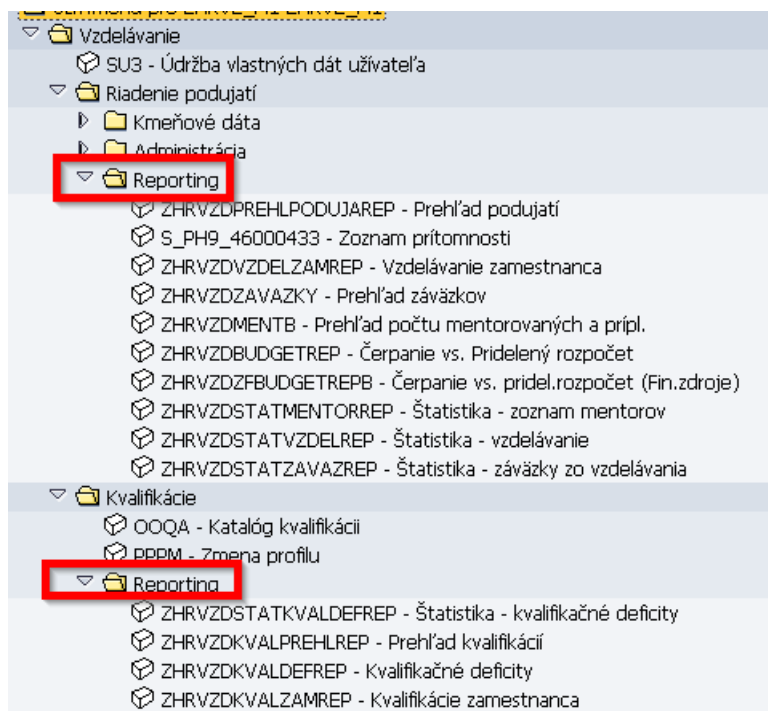 Vzdelávanie
SU3 - Údržba vlastných dát užívateľa
Riadenie podujatí
Kmeňové dáta
Administrácia
Reporting
ZHRVZDPREHLPODUJAREP - Prehľad podujatí
S_PH9_46000433 - Zoznam prítomnosti
ZHRVZDVZDELZAMREP - Vzdelávanie zamestnanca
ZHRVZDZAVAZKY - Prehľad záväzkov
ZHRVZDMENTB - Prehľad počtu mentorovaných a prípl.
ZHRVZDBUDGETREP - Čerpanie vs. Pridelený rozpočet
ZHRVZDZFBUDGETREPB - Čerpanie vs. pridel.rozpočet (Fin.zdroje)
ZHRVZDSTATMENTORREP - Štatistika - zoznam mentorov
ZHRVZDSTATVZDELREP - Štatistika - vzdelávanie
ZHRVZDSTATZAVAZREP - Štatistika - záväzky zo vzdelávania
Kvalifikácie
OOQA - Katalóg kvalifikácii
PPPM - Zmena profilu
Reporting
ZHRVZDSTATKVALDEFREP - Štatistika - kvalifikačné deficity
ZHRVZDKVALPREHLREP - Prehľad kvalifikácií
ZHRVZDKVALDEFREP - Kvalifikačné deficity
ZHRVZDKVALZAMREP - Kvalifikácie zamestnanca